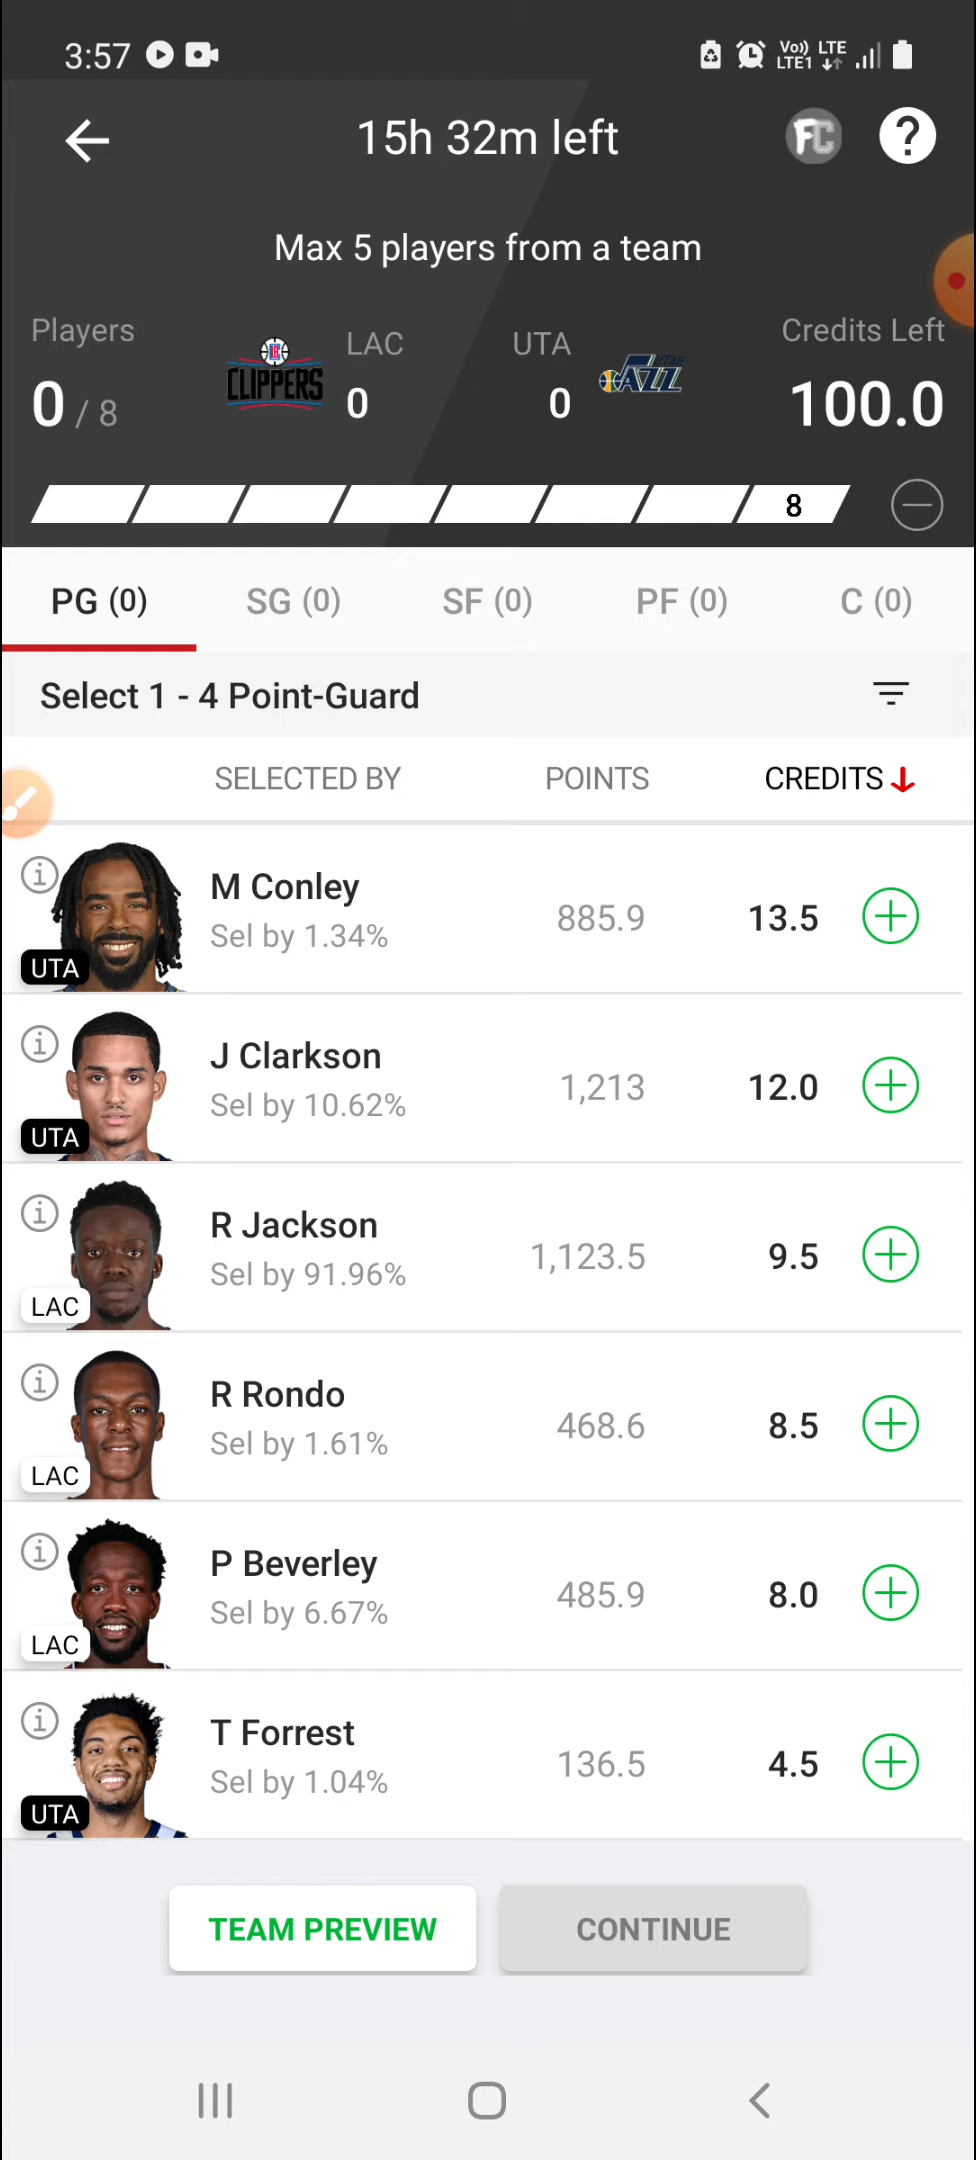 3:57
Vo)) LTE
LTE1
15h 32m left
FC
?
Max 5 players from a team
Players
LAC
UTA
Credits Left
CLIPPERS
UTAH
JAZZ
0 / 8
0
0
100.0
8
PG (0)
SG (0)
SF (0)
PF (0)
C (0)
Select 1 - 4 Point-Guard
SELECTED BY
POINTS
CREDITS
M Conley
Sel by 1.34%
885.9
13.5
UTA
J Clarkson
Sel by 10.62%
1,213
12.0
UTA
R Jackson
Sel by 91.96%
1,123.5
9.5
LAC
R Rondo
Sel by 1.61%
468.6
8.5
LAC
P Beverley
Sel by 6.67%
485.9
8.0
LAC
T Forrest
Sel by 1.04%
136.5
4.5
UTA
TEAM PREVIEW
CONTINUE